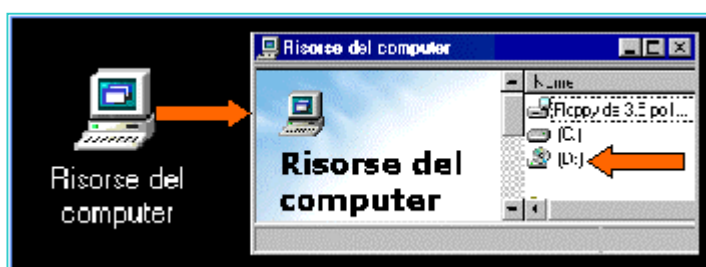 Risorse del
computer
Risorse del computer
Risorse del
computer
Nome
Floppy da 3.5 pol...
(C:)
(D:)